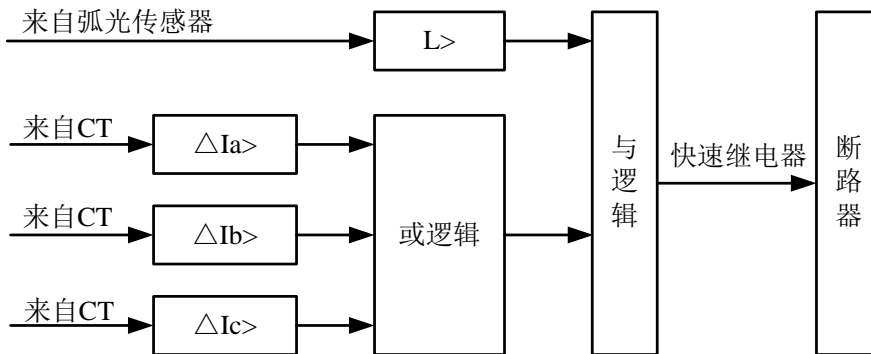 来自弧光传感器
L>
来自CT
△Ia>
来自CT
△Ib>
来自CT
△Ic>
或逻辑
与逻辑
快速继电器
断路器